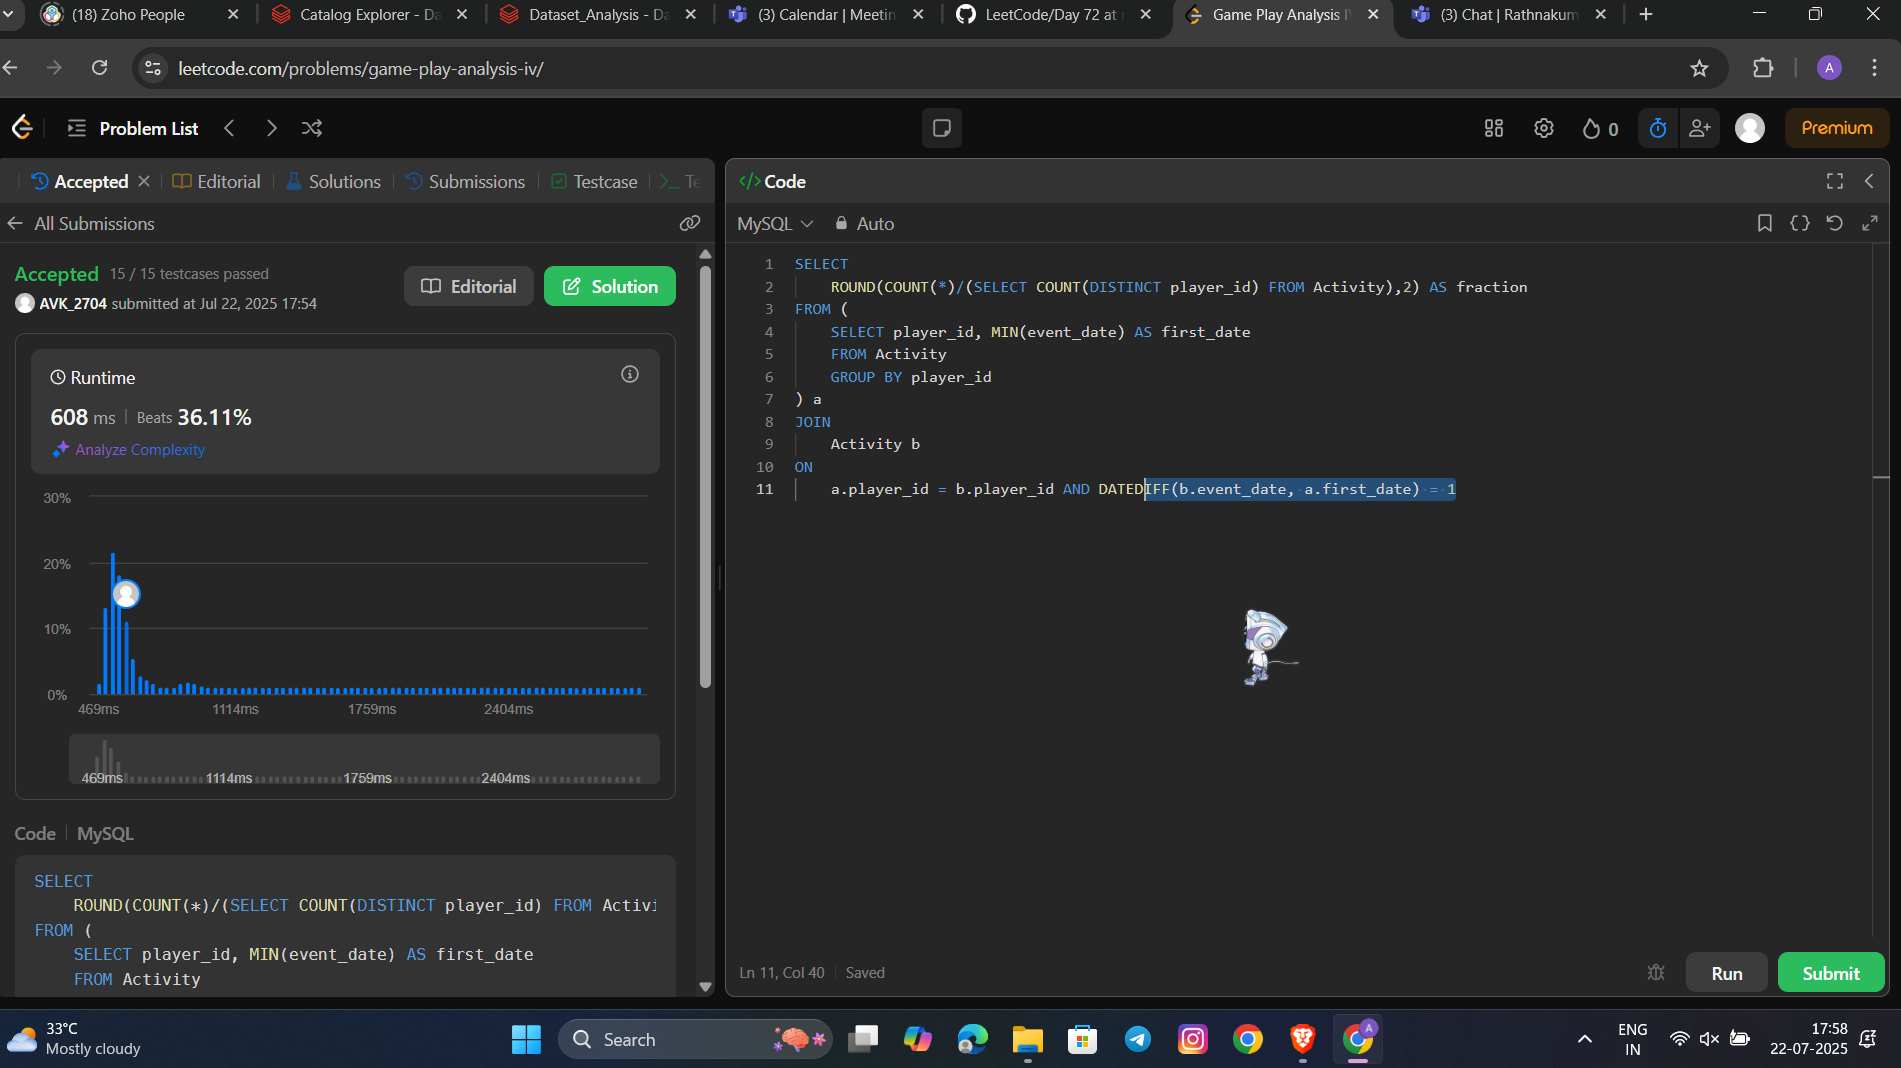 (18) Zoho People
Catalog Explorer - Da
Dataset_Analysis - Da
(3) Calendar | Meetin
LeetCode/Day 72 at
Game Play Analysis I
(3) Chat | Rathnakum
leetcode.com/problems/game-play-analysis-iv/
A
Problem List
0
Premium
Accepted
Editorial
Solutions
Submissions
Testcase
Te
</> Code
All Submissions
MySQL
Auto
Accepted 15 / 15 testcases passed
AVK_2704 submitted at Jul 22, 2025 17:54
Editorial
Solution
Runtime
608 ms | Beats 36.11%
Analyze Complexity
30%
20%
10%
0%
469ms 1114ms 1759ms 2404ms
469ms 1114ms 1759ms 2404ms
Code | MySQL
SELECT
ROUND(COUNT(*)/(SELECT COUNT(DISTINCT player_id) FROM Activi
FROM (
SELECT player_id, MIN(event_date) AS first_date
FROM Activity
1 SELECT
2 ROUND(COUNT(*)/(SELECT COUNT(DISTINCT player_id) FROM Activity),2) AS fraction
3 FROM (
4 SELECT player_id, MIN(event_date) AS first_date
5 FROM Activity
6 GROUP BY player_id
7 ) a
8 JOIN
9 Activity b
10 ON
11 a.player_id = b.player_id AND DATEDIFF(b.event_date, a.first_date) = 1
Ln 11, Col 40 | Saved
Run
Submit
33°C
Mostly cloudy
Search
A
ENG
IN
17:58
22-07-2025